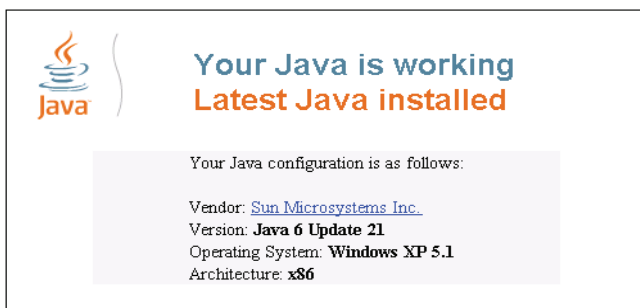 Java
Your Java is working
Latest Java installed
Your Java configuration is as follows:
Vendor: Sun Microsystems Inc.
Version: Java 6 Update 21
Operating System: Windows XP 5.1
Architecture: x86